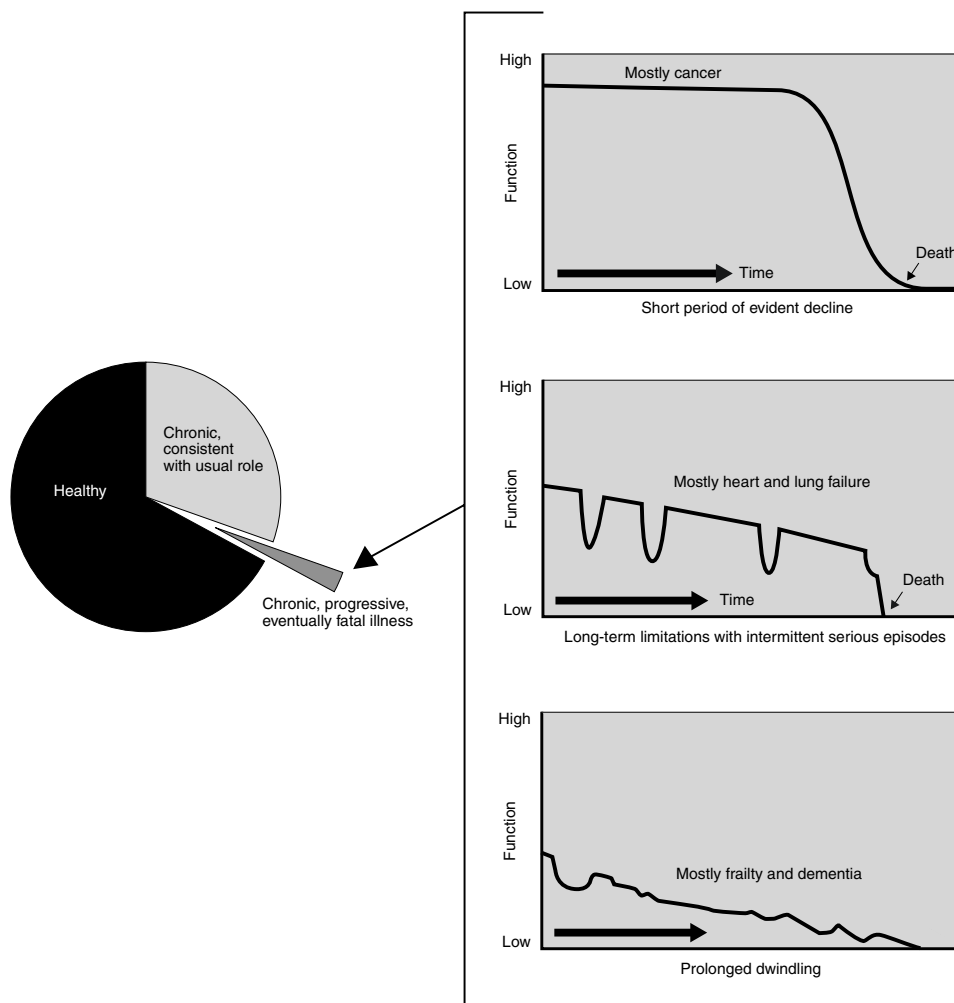 Healthy
Chronic,
consistent
with usual role
Chronic, progressive,
eventually fatal illness
High
Function
Low
Mostly cancer
Time
Death
Short period of evident decline
High
Function
Low
Mostly heart and lung failure
Time
Death
Long-term limitations with intermittent serious episodes
High
Function
Low
Mostly frailty and dementia
Prolonged dwindling